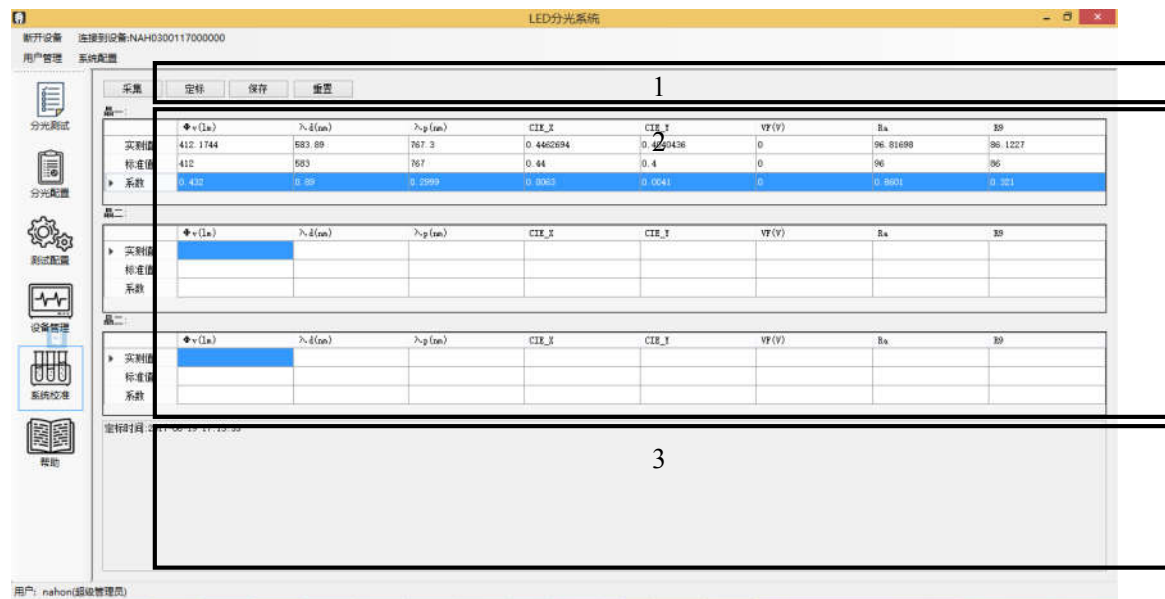 LED分光系统
断开设备 连接到设备:NAH0300117000000
用户管理 系统配置
采集 定标 保存 重置 1
分光测试
分光配置
测试配置
设备管理
系统校准
帮助
晶一:
Φv(lm) λd(nm) λp(nm) CIE_X CIE_Y VF(V) Ra R9
2
实测值 412.1744 583.89 767.3 0.4462694 0 96.81698 86.1227
标准值 412 583 767 0.44 0.4 0 96 86
系数 0.432 0.89 0.2999 0.0063 0.0041 0 0.8601 0.321
晶二:
Φv(lm) λd(nm) λp(nm) CIE_X CIE_Y VF(V) Ra R9
实测值
标准值
系数
晶二:
Φv(lm) λd(nm) λp(nm) CIE_X CIE_Y VF(V) Ra R9
实测值
标准值
系数
定标时间:
3
用户: nahon(超级管理员)